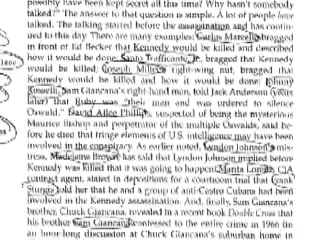 possibly have been kept secret all this time? Why hasn't somebody
talked?" The answer to that question is simple. A lot of people have
talked. The talking started before the assassination and has contin-
ued to this day. There are many examples: Carlos Marcello bragged
in front of Ed Becker that Kennedy would be killed and described
how it would be done. Santo Trafficante, Jr. bragged that Kennedy
would be killed. Joseph Milteer, right-wing nut, bragged that
Kennedy would be killed and how it would be done. Johnny
Rosselli, Sam Giancana's right-hand man, told Jack Anderson (years
later) that Ruby was "their man and was ordered to silence
Oswald." David Atlee Phillips, suspected of being the mysterious
Maurice Bishop and perpetrator of the multiple Oswalds, said be-
fore he died that fringe elements of U.S. intelligence may have been
involved in the conspiracy. As earlier noted, Lyndon Johnson's mis-
tress, Madeleine Brown has said that Lyndon Johnson implied before
Kennedy was killed that it was going to happen. Marita Lorenz, CIA
contract agent, stated in depositions for a courtroom trial that Frank
Sturgis told her that he and a group of anti-Castro Cubans had been
involved in the Kennedy assassination. And, finally, Sam Giancana's
brother, Chuck Giancana, revealed in a recent book Double Cross that
his brother Sam Giancana confessed to the entire crime in 1966 in
an hour-long discussion at Chuck Giancana's suburban home in